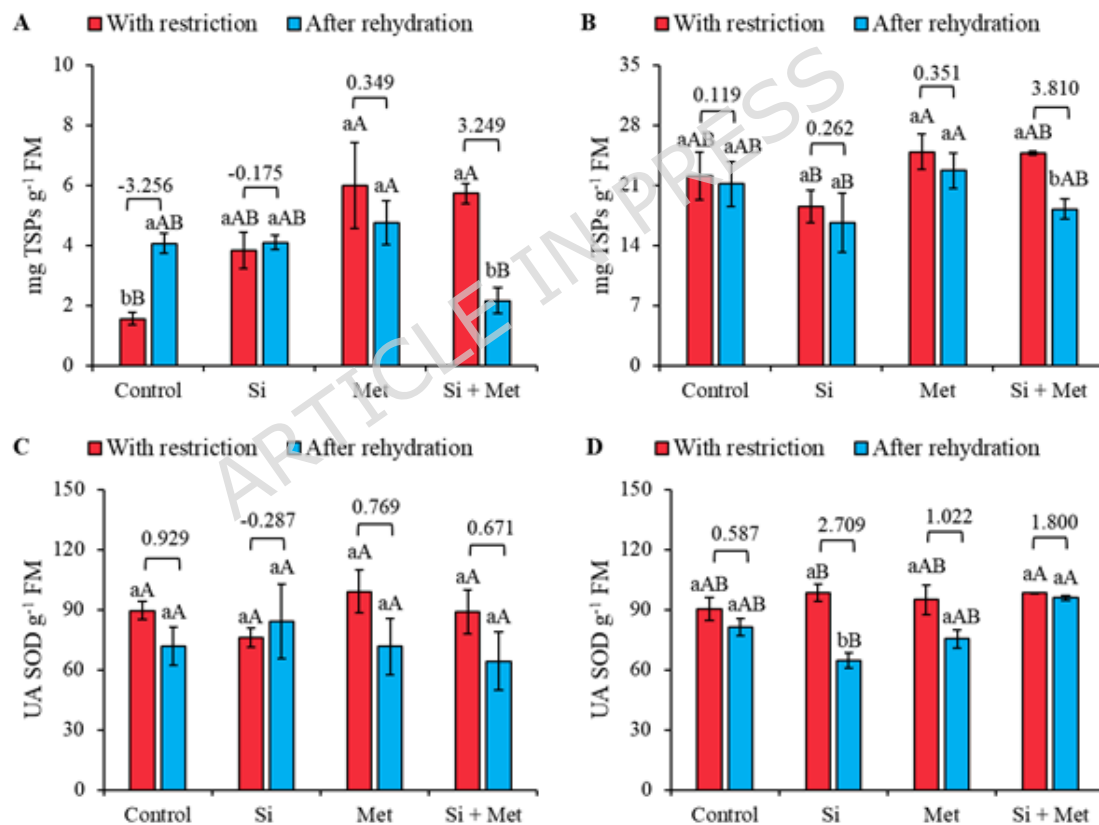 A
With restriction
After rehydration
mg TSPs g⁻¹ FM
10
8
6
4
2
0
-3.256
-0.175
0.349
3.249
bB
aAB
aAB
aAB
aA
aA
aA
bB
Control
Si
Met
Si + Met
B
With restriction
After rehydration
mg TSPs g⁻¹ FM
35
28
21
14
7
0
0.119
0.262
0.351
3.810
aAB
aAB
aB
aB
aA
aA
aAB
bAB
Control
Si
Met
Si + Met
C
With restriction
After rehydration
UA SOD g⁻¹ FM
150
120
90
60
30
0
0.929
-0.287
0.769
0.671
aA
aA
aA
aA
aA
aA
aA
aA
Control
Si
Met
Si + Met
D
With restriction
After rehydration
UA SOD g⁻¹ FM
150
120
90
60
30
0
0.587
2.709
1.022
1.800
aAB
aAB
aB
bB
aAB
aAB
aA
aA
Control
Si
Met
Si + Met
ARTICLE IN PRESS